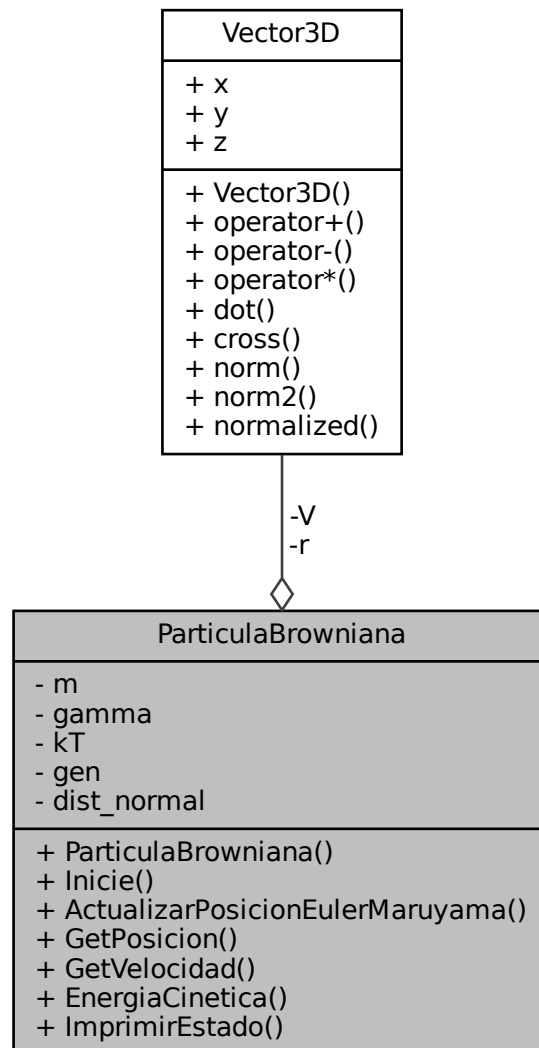 Vector3D
+ x
+ y
+ z
+ Vector3D()
+ operator+()
+ operator-()
+ operator*()
+ dot()
+ cross()
+ norm()
+ norm2()
+ normalized()
-V
-r
ParticulaBrowniana
- m
- gamma
- kT
- gen
- dist_normal
+ ParticulaBrowniana()
+ Inicie()
+ ActualizarPosicionEulerMaruyama()
+ GetPosicion()
+ GetVelocidad()
+ EnergiaCinetica()
+ ImprimirEstado()